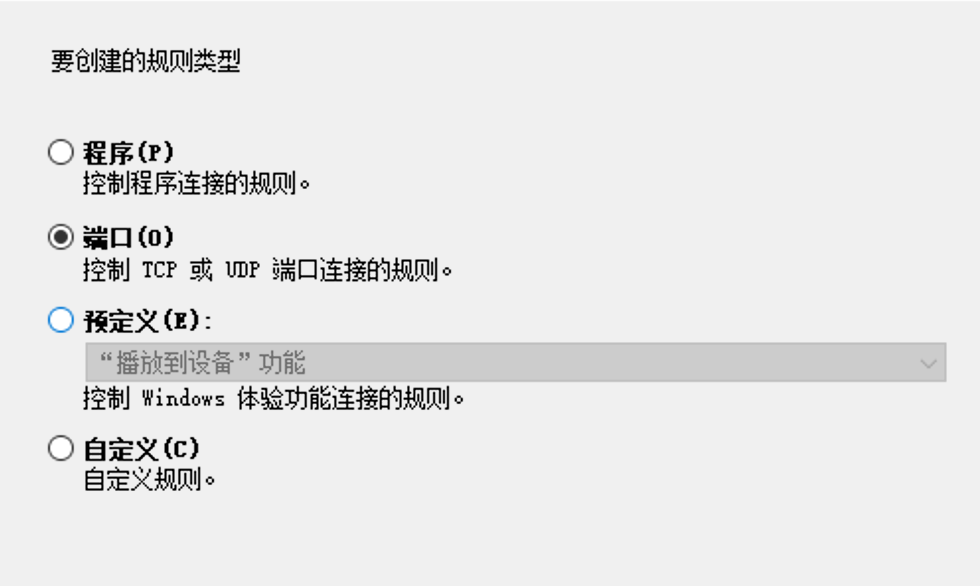 要创建的规则类型
程序(P)
控制程序连接的规则。
端口(O)
控制 TCP 或 UDP 端口连接的规则。
预定义(E):
“播放到设备”功能
控制 Windows 体验功能连接的规则。
自定义(C)
自定义规则。